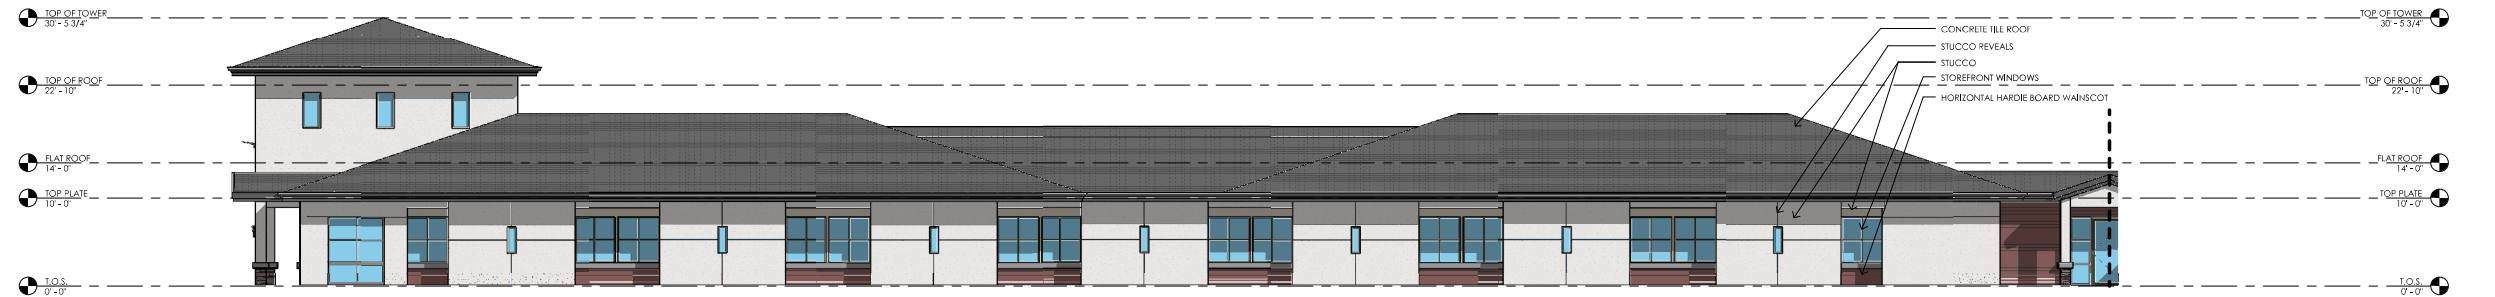 TOP OF TOWER
30' - 5 3/4"
TOP OF ROOF
22' - 10"
FLAT ROOF
14' - 0"
TOP PLATE
10' - 0"
T.O.S.
0' - 0"
CONCRETE TILE ROOF
STUCCO REVEALS
STUCCO
STOREFRONT WINDOWS
HORIZONTAL HARDIE BOARD WAINSCOT
TOP OF TOWER
30' - 5 3/4"
TOP OF ROOF
22' - 10"
FLAT ROOF
14' - 0"
TOP PLATE
10' - 0"
T.O.S.
0' - 0"